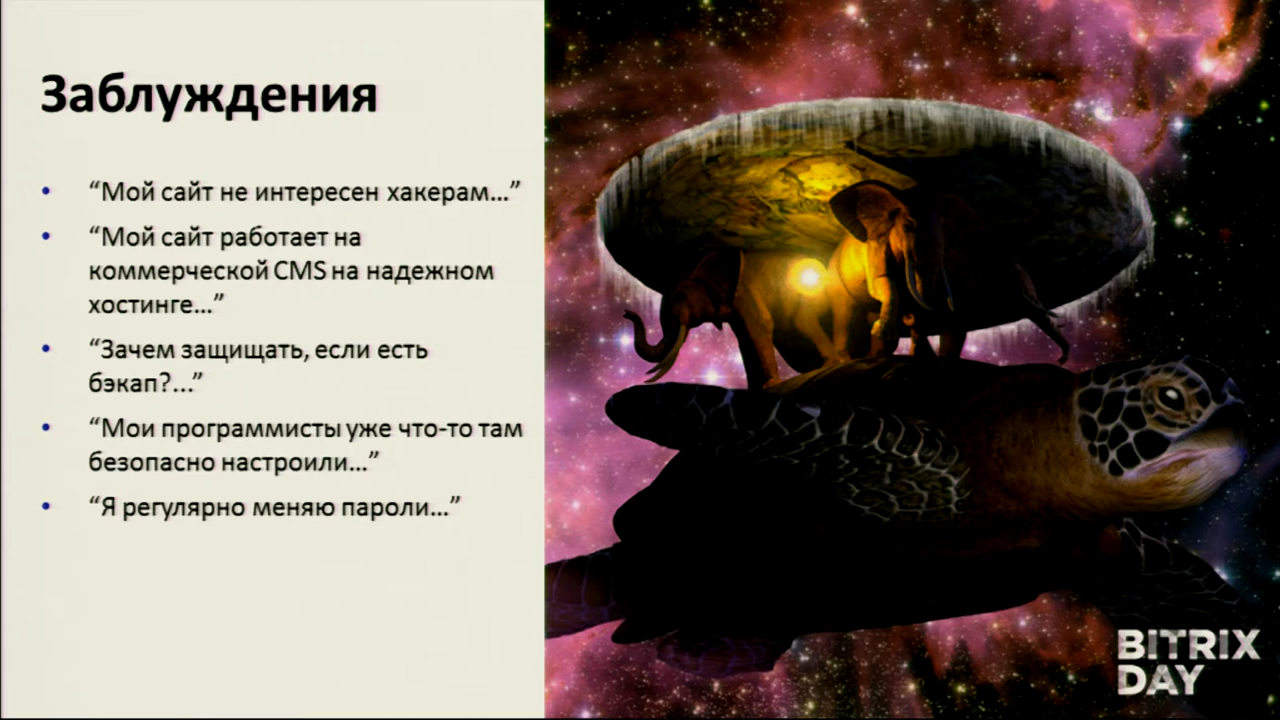 Заблуждения
• “Мой сайт не интересен хакерам...”
• “Мой сайт работает на
коммерческой CMS на надежном
хостинге...”
• “Зачем защищать, если есть
бэкап?...”
• “Мои программисты уже что-то там
безопасно настроили...”
• “Я регулярно меняю пароли...”
BITRIX
DAY